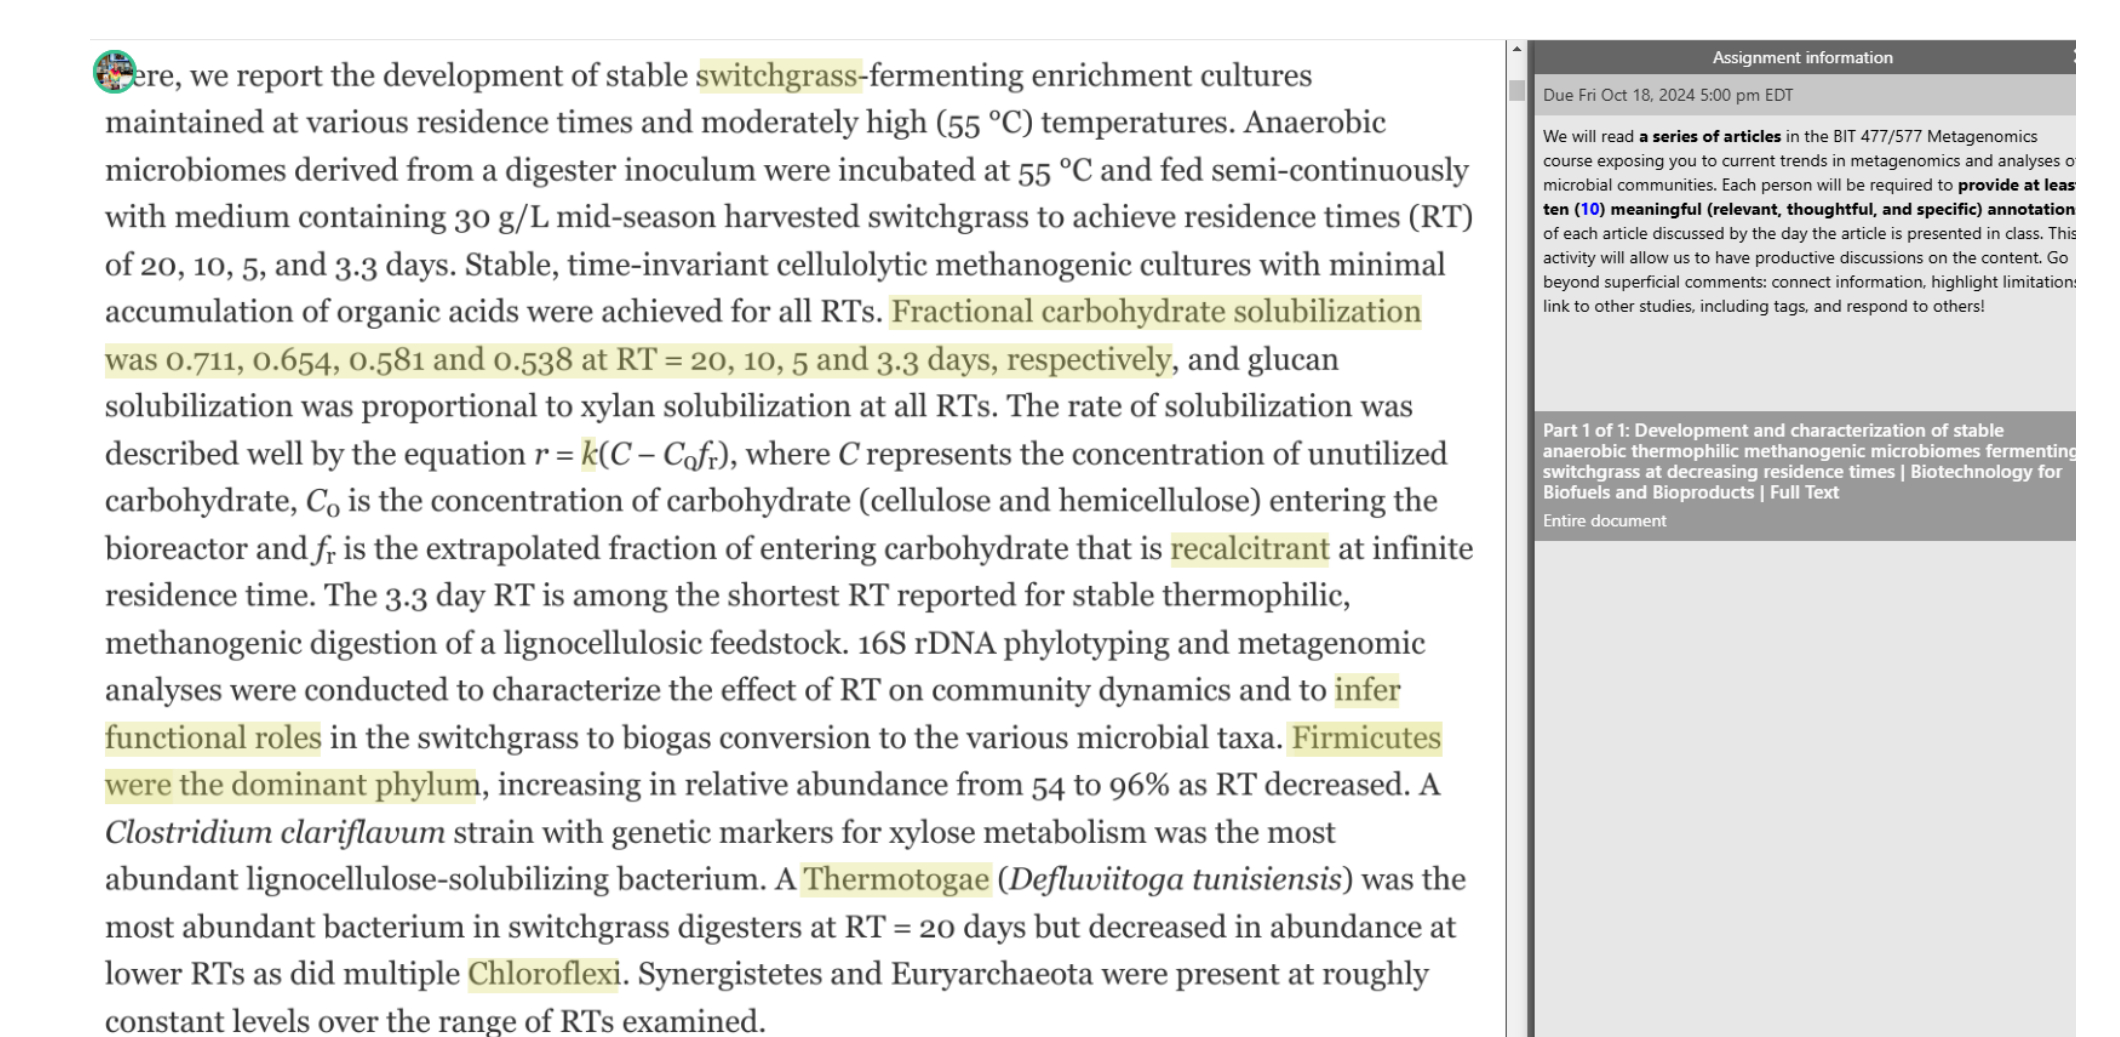 ere, we report the development of stable switchgrass-fermenting enrichment cultures
maintained at various residence times and moderately high (55 °C) temperatures. Anaerobic
microbiomes derived from a digester inoculum were incubated at 55 °C and fed semi-continuously
with medium containing 30 g/L mid-season harvested switchgrass to achieve residence times (RT)
of 20, 10, 5, and 3.3 days. Stable, time-invariant cellulolytic methanogenic cultures with minimal
accumulation of organic acids were achieved for all RTs. Fractional carbohydrate solubilization
was 0.711, 0.654, 0.581 and 0.538 at RT = 20, 10, 5 and 3.3 days, respectively, and glucan
solubilization was proportional to xylan solubilization at all RTs. The rate of solubilization was
described well by the equation r = k(C − C₀fᵣ), where C represents the concentration of unutilized
carbohydrate, C₀ is the concentration of carbohydrate (cellulose and hemicellulose) entering the
bioreactor and fᵣ is the extrapolated fraction of entering carbohydrate that is recalcitrant at infinite
residence time. The 3.3 day RT is among the shortest RT reported for stable thermophilic,
methanogenic digestion of a lignocellulosic feedstock. 16S rDNA phylotyping and metagenomic
analyses were conducted to characterize the effect of RT on community dynamics and to infer
functional roles in the switchgrass to biogas conversion to the various microbial taxa. Firmicutes
were the dominant phylum, increasing in relative abundance from 54 to 96% as RT decreased. A
Clostridium clariflavum strain with genetic markers for xylose metabolism was the most
abundant lignocellulose-solubilizing bacterium. A Thermotogae (Defluviitoga tunisiensis) was the
most abundant bacterium in switchgrass digesters at RT = 20 days but decreased in abundance at
lower RTs as did multiple Chloroflexi. Synergistetes and Euryarchaeota were present at roughly
constant levels over the range of RTs examined.
Assignment information
Due Fri Oct 18, 2024 5:00 pm EDT
We will read a series of articles in the BIT 477/577 Metagenomics
course exposing you to current trends in metagenomics and analyses o
microbial communities. Each person will be required to provide at leas
ten (10) meaningful (relevant, thoughtful, and specific) annotation
of each article discussed by the day the article is presented in class. This
activity will allow us to have productive discussions on the content. Go
beyond superficial comments: connect information, highlight limitations
link to other studies, including tags, and respond to others!
Part 1 of 1: Development and characterization of stable
anaerobic thermophilic methanogenic microbiomes fermenting
switchgrass at decreasing residence times | Biotechnology for
Biofuels and Bioproducts | Full Text
Entire document